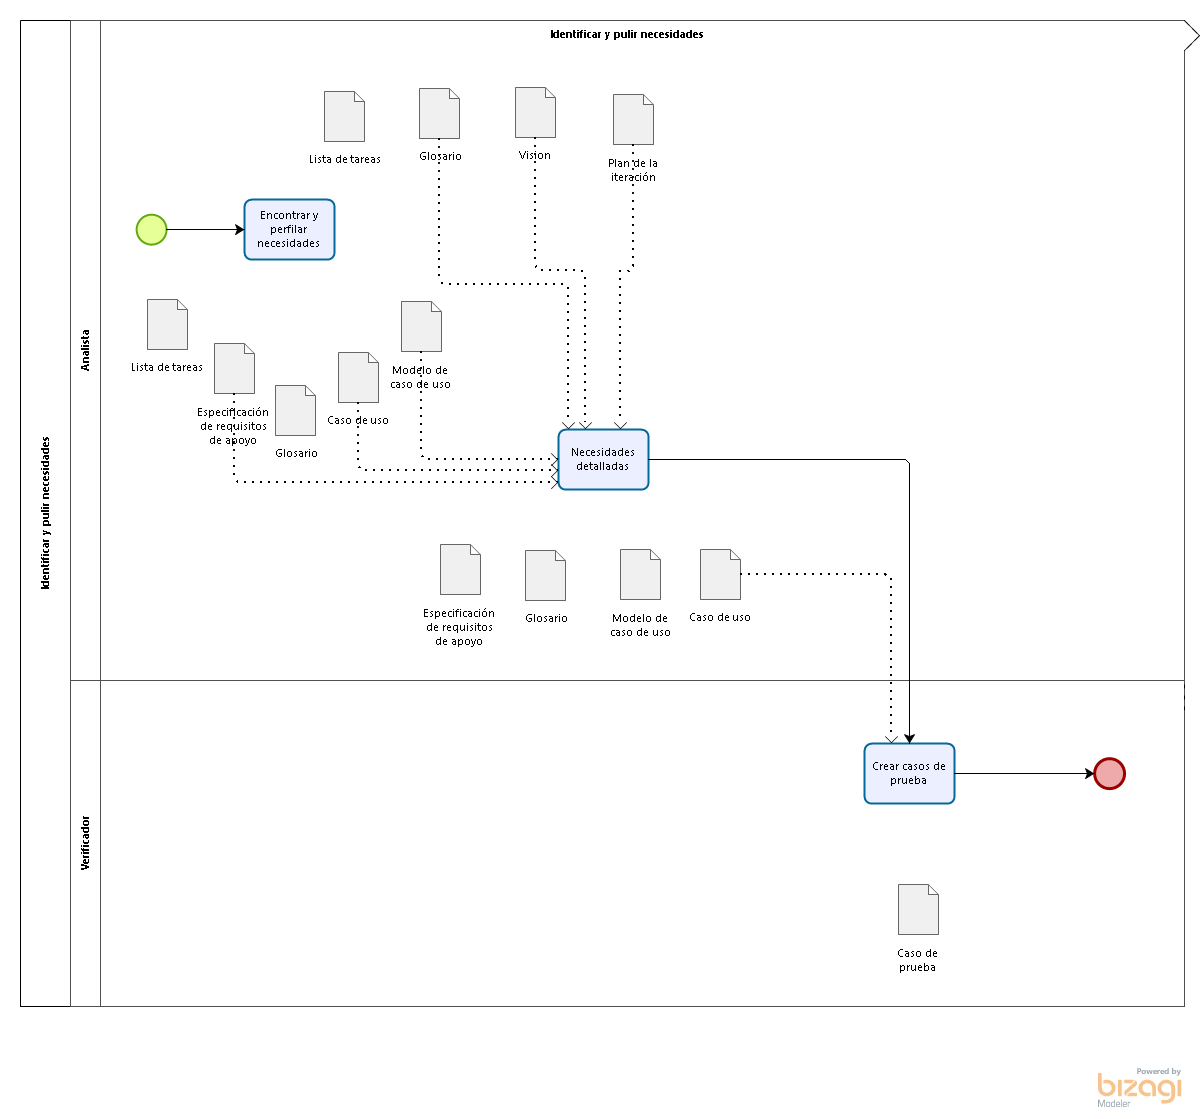 Identificar y pulir necesidades
Identificar y pulir necesidades
Analista
Lista de tareas
Glosario
Vision
Plan de la
iteración
Encontrar y
perfilar
necesidades
Lista de tareas
Especificación
de requisitos
de apoyo
Glosario
Caso de uso
Modelo de
caso de uso
Necesidades
detalladas
Especificación
de requisitos
de apoyo
Glosario
Modelo de
caso de uso
Caso de uso
Verificador
Crear casos de
prueba
Caso de
prueba
Powered by
bizagi
Modeler